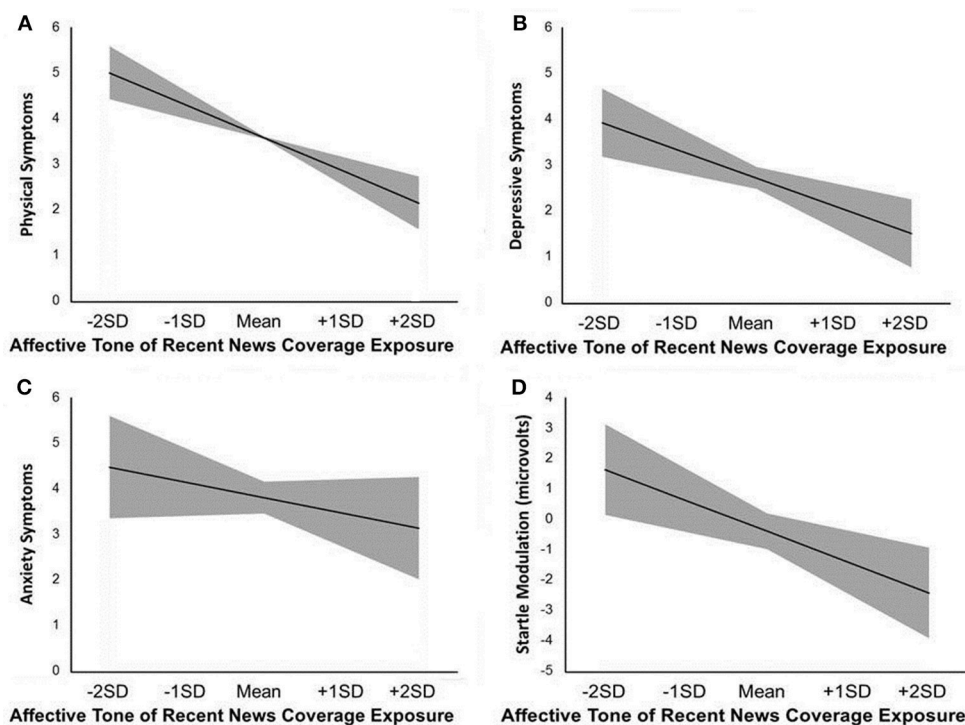 A
6
5
4
3
2
1
0
Physical Symptoms
-2SD -1SD Mean +1SD +2SD
Affective Tone of Recent News Coverage Exposure
B
6
5
4
3
2
1
0
Depressive Symptoms
-2SD -1SD Mean +1SD +2SD
Affective Tone of Recent News Coverage Exposure
C
6
5
4
3
2
1
0
Anxiety Symptoms
-2SD -1SD Mean +1SD +2SD
Affective Tone of Recent News Coverage Exposure
D
4
3
2
1
0
-1
-2
-3
-4
-5
Startle Modulation (microvolts)
-2SD -1SD Mean +1SD +2SD
Affective Tone of Recent News Coverage Exposure